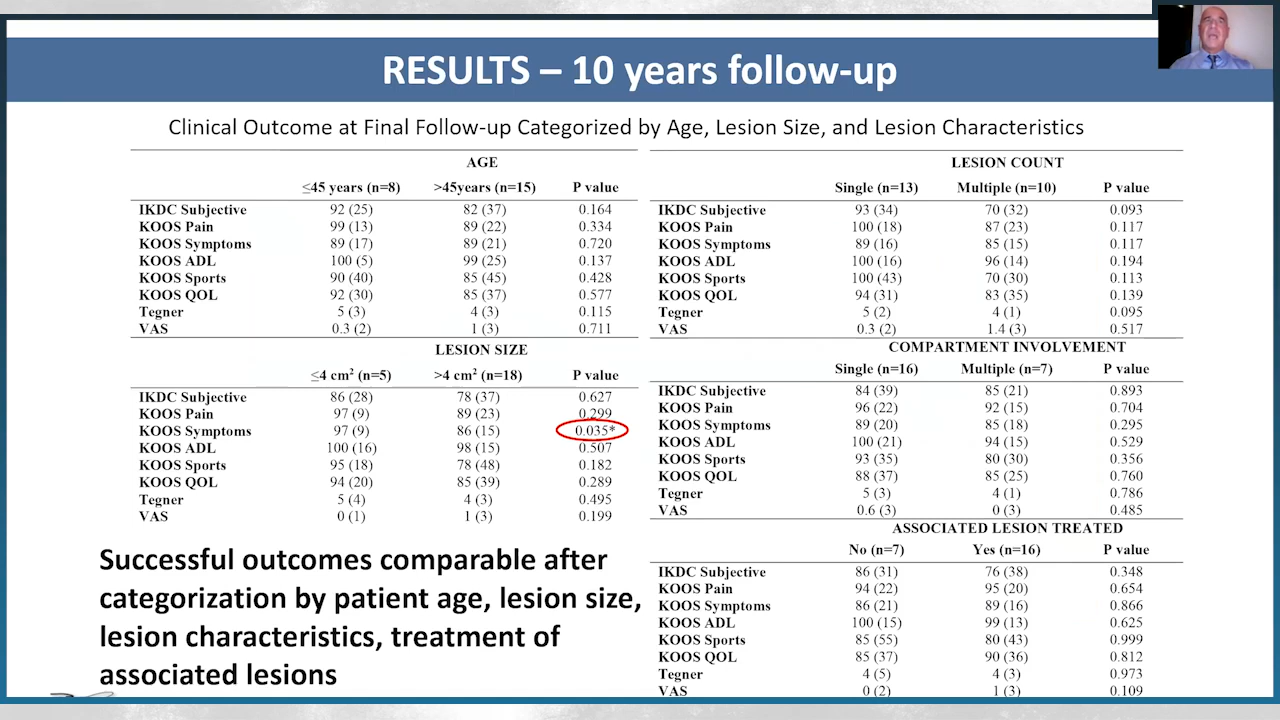 RESULTS – 10 years follow-up
Clinical Outcome at Final Follow-up Categorized by Age, Lesion Size, and Lesion Characteristics
AGE
≤45 years (n=8) >45years (n=15) P value
IKDC Subjective 92 (25) 82 (37) 0.164
KOOS Pain 99 (13) 89 (22) 0.334
KOOS Symptoms 89 (17) 89 (21) 0.720
KOOS ADL 100 (5) 99 (25) 0.137
KOOS Sports 90 (40) 85 (45) 0.428
KOOS QOL 92 (30) 85 (37) 0.577
Tegner 5 (3) 4 (3) 0.115
VAS 0.3 (2) 1 (3) 0.711
LESION SIZE
≤4 cm² (n=5) >4 cm² (n=18) P value
IKDC Subjective 86 (28) 78 (37) 0.627
KOOS Pain 97 (9) 89 (23) 0.299
KOOS Symptoms 97 (9) 86 (15) 0.035*
KOOS ADL 100 (16) 98 (15) 0.507
KOOS Sports 95 (18) 78 (48) 0.182
KOOS QOL 94 (20) 85 (39) 0.289
Tegner 5 (4) 4 (3) 0.495
VAS 0 (1) 1 (3) 0.199
Successful outcomes comparable after
categorization by patient age, lesion size,
lesion characteristics, treatment of
associated lesions
LESION COUNT
Single (n=13) Multiple (n=10) P value
IKDC Subjective 93 (34) 70 (32) 0.093
KOOS Pain 100 (18) 87 (23) 0.117
KOOS Symptoms 89 (16) 85 (15) 0.117
KOOS ADL 100 (16) 96 (14) 0.194
KOOS Sports 100 (43) 70 (30) 0.113
KOOS QOL 94 (31) 83 (35) 0.139
Tegner 5 (2) 4 (1) 0.095
VAS 0.3 (2) 1.4 (3) 0.517
COMPARTMENT INVOLVEMENT
Single (n=16) Multiple (n=7) P value
IKDC Subjective 84 (39) 85 (21) 0.893
KOOS Pain 96 (22) 92 (15) 0.704
KOOS Symptoms 89 (20) 85 (18) 0.295
KOOS ADL 100 (21) 94 (15) 0.529
KOOS Sports 93 (35) 80 (30) 0.356
KOOS QOL 88 (37) 85 (25) 0.760
Tegner 5 (3) 4 (1) 0.786
VAS 0.6 (3) 0 (3) 0.485
ASSOCIATED LESION TREATED
No (n=7) Yes (n=16) P value
IKDC Subjective 86 (31) 76 (38) 0.348
KOOS Pain 94 (22) 95 (20) 0.654
KOOS Symptoms 86 (21) 89 (16) 0.866
KOOS ADL 100 (15) 99 (13) 0.625
KOOS Sports 85 (55) 80 (43) 0.999
KOOS QOL 85 (37) 90 (36) 0.812
Tegner 4 (5) 4 (3) 0.973
VAS 0 (2) 1 (3) 0.109